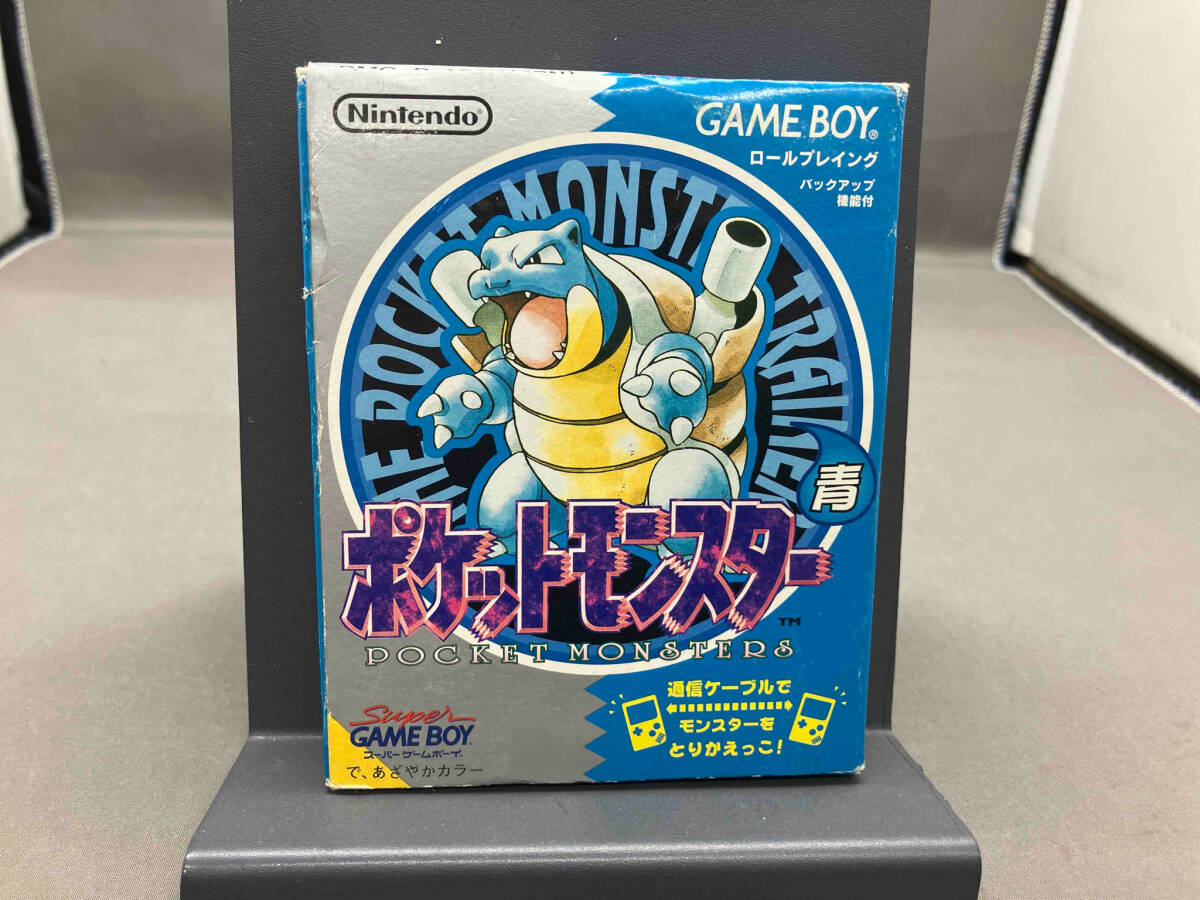 Nintendo
GAME BOY
ロールプレイング
バックアップ
機能付
POCKET MONSTER TRAINER
青
ポケットモンスター
TM
POCKET MONSTERS
通信ケーブルで
モンスターを
とりかえっこ!
Super
GAME BOY
スーパーゲームボーイ
で、あざやかカラー